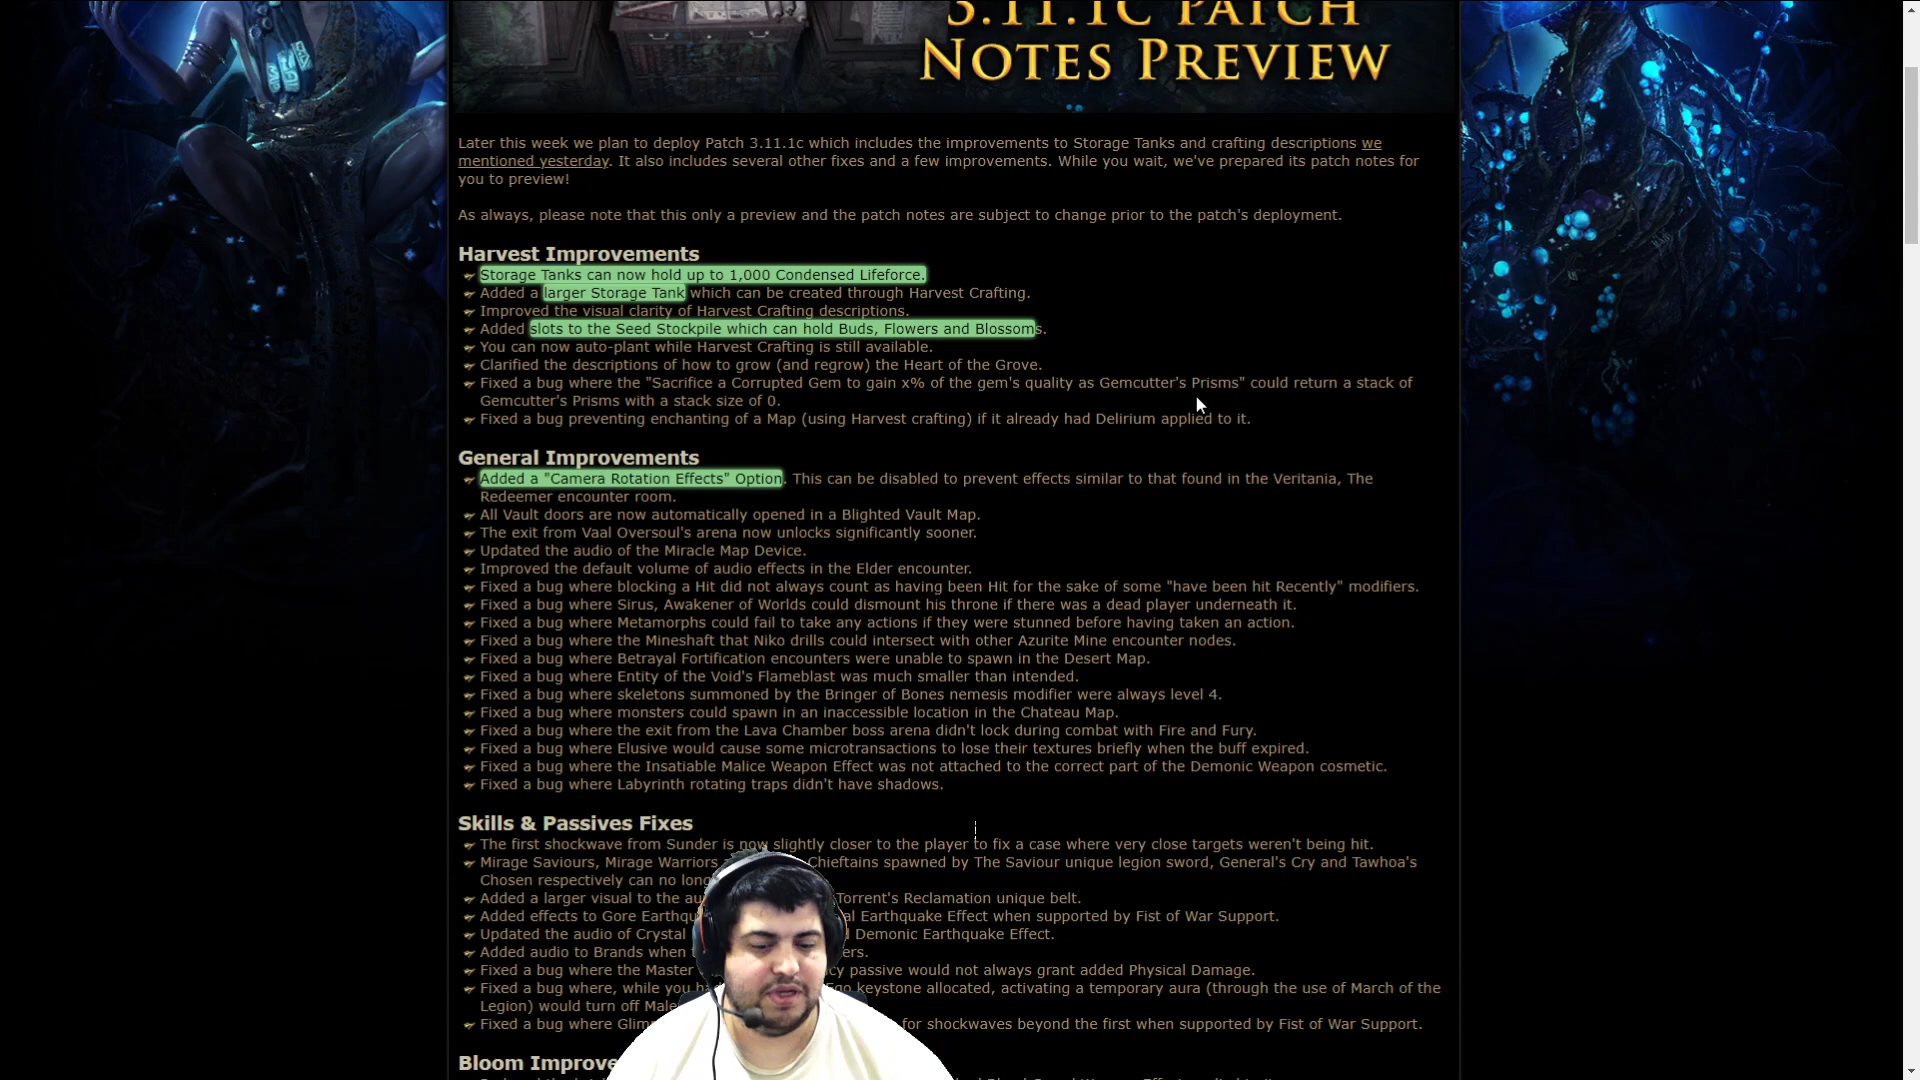 3.11.1C PATCH
NOTES PREVIEW
Later this week we plan to deploy Patch 3.11.1c which includes the improvements to Storage Tanks and crafting descriptions we
mentioned yesterday. It also includes several other fixes and a few improvements. While you wait, we've prepared its patch notes for
you to preview!
As always, please note that this only a preview and the patch notes are subject to change prior to the patch's deployment.
Harvest Improvements
Storage Tanks can now hold up to 1,000 Condensed Lifeforce.
Added a larger Storage Tank which can be created through Harvest Crafting.
Improved the visual clarity of Harvest Crafting descriptions.
Added slots to the Seed Stockpile which can hold Buds, Flowers and Blossoms.
You can now auto-plant while Harvest Crafting is still available.
Clarified the descriptions of how to grow (and regrow) the Heart of the Grove.
Fixed a bug where the "Sacrifice a Corrupted Gem to gain x% of the gem's quality as Gemcutter's Prisms" could return a stack of
Gemcutter's Prisms with a stack size of 0.
Fixed a bug preventing enchanting of a Map (using Harvest crafting) if it already had Delirium applied to it.
General Improvements
Added a "Camera Rotation Effects" Option. This can be disabled to prevent effects similar to that found in the Veritania, The
Redeemer encounter room.
All Vault doors are now automatically opened in a Blighted Vault Map.
The exit from Vaal Oversoul's arena now unlocks significantly sooner.
Updated the audio of the Miracle Map Device.
Improved the default volume of audio effects in the Elder encounter.
Fixed a bug where blocking a Hit did not always count as having been Hit for the sake of some "have been hit Recently" modifiers.
Fixed a bug where Sirus, Awakener of Worlds could dismount his throne if there was a dead player underneath it.
Fixed a bug where Metamorphs could fail to take any actions if they were stunned before having taken an action.
Fixed a bug where the Mineshaft that Niko drills could intersect with other Azurite Mine encounter nodes.
Fixed a bug where Betrayal Fortification encounters were unable to spawn in the Desert Map.
Fixed a bug where Entity of the Void's Flameblast was much smaller than intended.
Fixed a bug where skeletons summoned by the Bringer of Bones nemesis modifier were always level 4.
Fixed a bug where monsters could spawn in an inaccessible location in the Chateau Map.
Fixed a bug where the exit from the Lava Chamber boss arena didn't lock during combat with Fire and Fury.
Fixed a bug where Elusive would cause some microtransactions to lose their textures briefly when the buff expired.
Fixed a bug where the Insatiable Malice Weapon Effect was not attached to the correct part of the Demonic Weapon cosmetic.
Fixed a bug where Labyrinth rotating traps didn't have shadows.
Skills & Passives Fixes
The first shockwave from Sunder is now slightly closer to the player to fix a case where very close targets weren't being hit.
Mirage Saviours, Mirage Warriors Chieftains spawned by The Saviour unique legion sword, General's Cry and Tawhoa's
Chosen respectively can no
Added a larger visual to the Torrent's Reclamation unique belt.
Added effects to Gore Earthquake Effect when supported by Fist of War Support.
Updated the audio of Crystal Demonic Earthquake Effect.
Added audio to Brands when
Fixed a bug where the Master passive would not always grant added Physical Damage.
Fixed a bug where, while you keystone allocated, activating a temporary aura (through the use of March of the
Legion) would turn off
Fixed a bug where for shockwaves beyond the first when supported by Fist of War Support.
Bloom